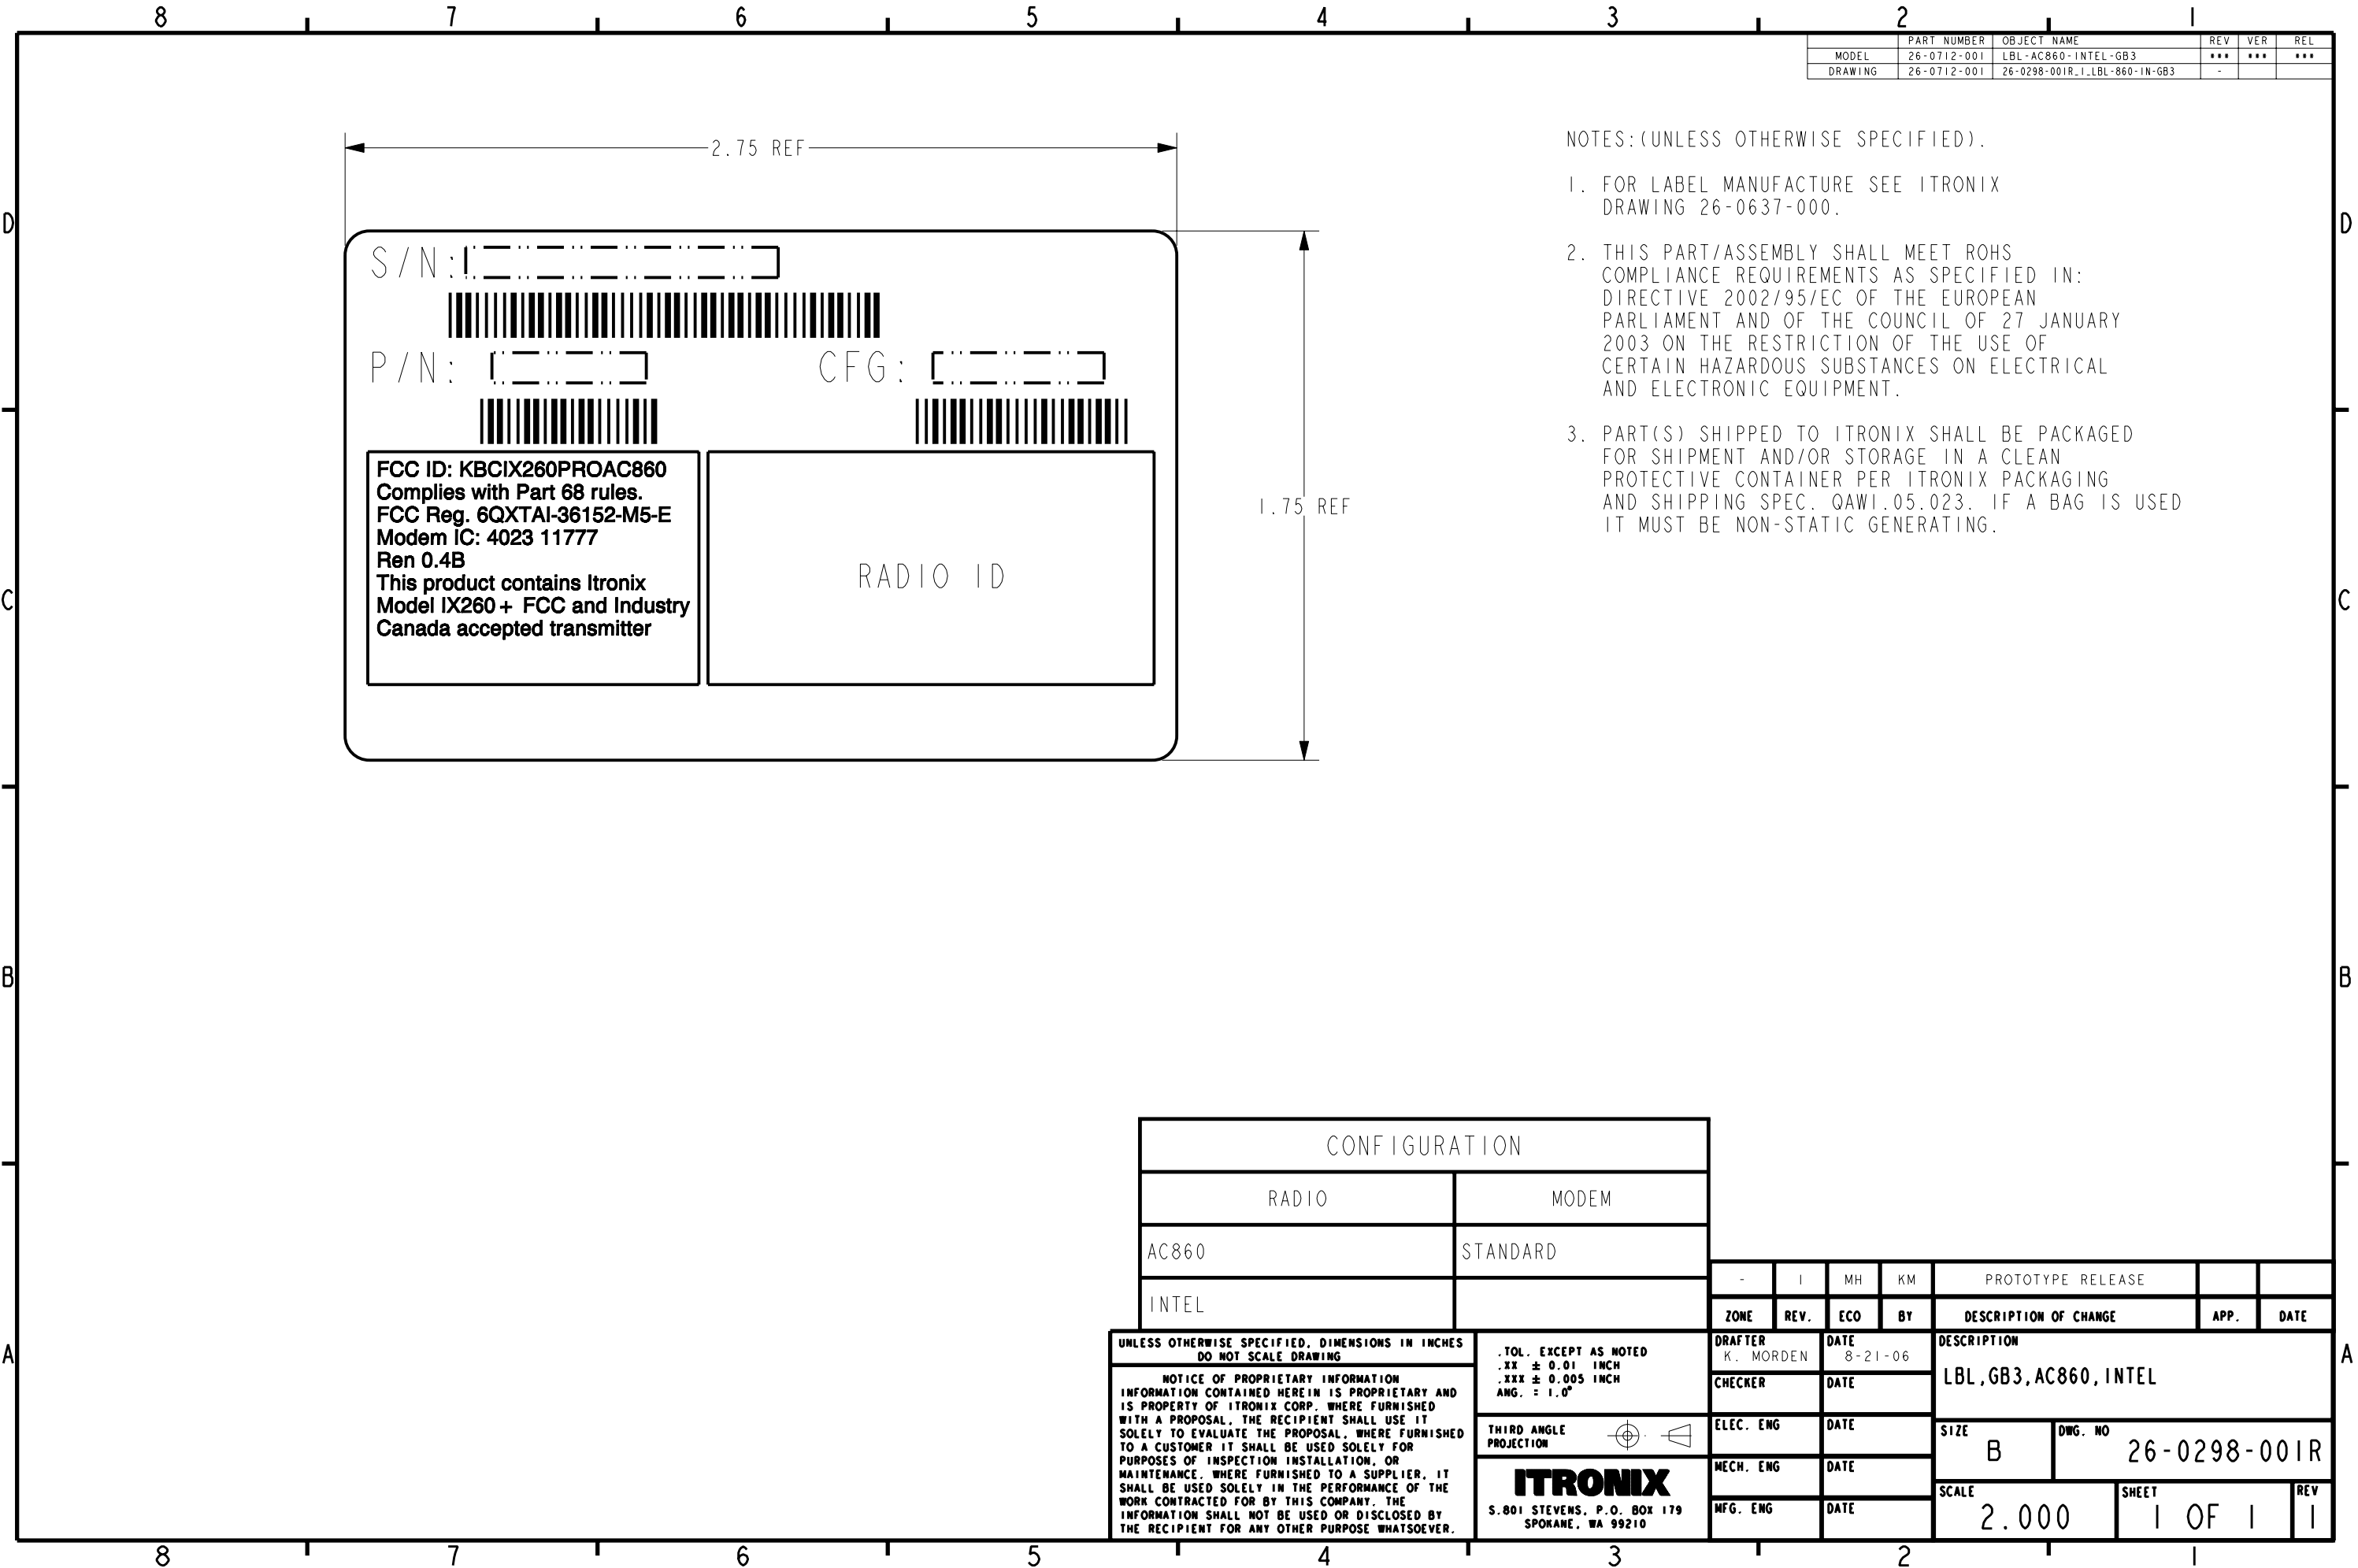 8 7 6 5 4 3 2 1
PART NUMBER OBJECT NAME REV VER REL
MODEL 26-0712-001 LBL-AC860-INTEL-GB3 *** *** ***
DRAWING 26-0712-001 26-0298-001R_1_LBL-860-IN-GB3 -
2.75 REF
NOTES:(UNLESS OTHERWISE SPECIFIED).
1. FOR LABEL MANUFACTURE SEE ITRONIX
DRAWING 26-0637-000.
2. THIS PART/ASSEMBLY SHALL MEET ROHS
COMPLIANCE REQUIREMENTS AS SPECIFIED IN:
DIRECTIVE 2002/95/EC OF THE EUROPEAN
PARLIAMENT AND OF THE COUNCIL OF 27 JANUARY
2003 ON THE RESTRICTION OF THE USE OF
CERTAIN HAZARDOUS SUBSTANCES ON ELECTRICAL
AND ELECTRONIC EQUIPMENT.
3. PART(S) SHIPPED TO ITRONIX SHALL BE PACKAGED
FOR SHIPMENT AND/OR STORAGE IN A CLEAN
PROTECTIVE CONTAINER PER ITRONIX PACKAGING
AND SHIPPING SPEC. QAWI.05.023. IF A BAG IS USED
IT MUST BE NON-STATIC GENERATING.
D D
S/N:
P/N: CFG:
FCC ID: KBCIX260PROAC860
Complies with Part 68 rules.
FCC Reg. 6QXTAI-36152-M5-E
Modem IC: 4023 11777
Ren 0.4B
This product contains Itronix
Model IX260+ FCC and Industry
Canada accepted transmitter
RADIO ID
1.75 REF
C C
B B
CONFIGURATION
RADIO MODEM
AC860 STANDARD
INTEL
- 1 MH KM PROTOTYPE RELEASE
ZONE REV. ECO BY DESCRIPTION OF CHANGE APP. DATE
A A
UNLESS OTHERWISE SPECIFIED, DIMENSIONS IN INCHES
DO NOT SCALE DRAWING
NOTICE OF PROPRIETARY INFORMATION
INFORMATION CONTAINED HEREIN IS PROPRIETARY AND
IS PROPERTY OF ITRONIX CORP. WHERE FURNISHED
WITH A PROPOSAL, THE RECIPIENT SHALL USE IT
SOLELY TO EVALUATE THE PROPOSAL, WHERE FURNISHED
TO A CUSTOMER IT SHALL BE USED SOLELY FOR
PURPOSES OF INSPECTION INSTALLATION, OR
MAINTENANCE. WHERE FURNISHED TO A SUPPLIER, IT
SHALL BE USED SOLELY IN THE PERFORMANCE OF THE
WORK CONTRACTED FOR BY THIS COMPANY. THE
INFORMATION SHALL NOT BE USED OR DISCLOSED BY
THE RECIPIENT FOR ANY OTHER PURPOSE WHATSOEVER.
.TOL. EXCEPT AS NOTED
.XX ± 0.01 INCH
.XXX ± 0.005 INCH
ANG. = 1.0°
THIRD ANGLE
PROJECTION
ITRONIX
S.801 STEVENS, P.O. BOX 179
SPOKANE, WA 99210
DRAFTER DATE
K. MORDEN 8-21-06
CHECKER DATE
ELEC. ENG DATE
MECH. ENG DATE
MFG. ENG DATE
DESCRIPTION
LBL,GB3,AC860,INTEL
SIZE DWG. NO
B 26-0298-001R
SCALE SHEET REV
2.000 1 OF 1 1
8 7 6 5 4 3 2 1